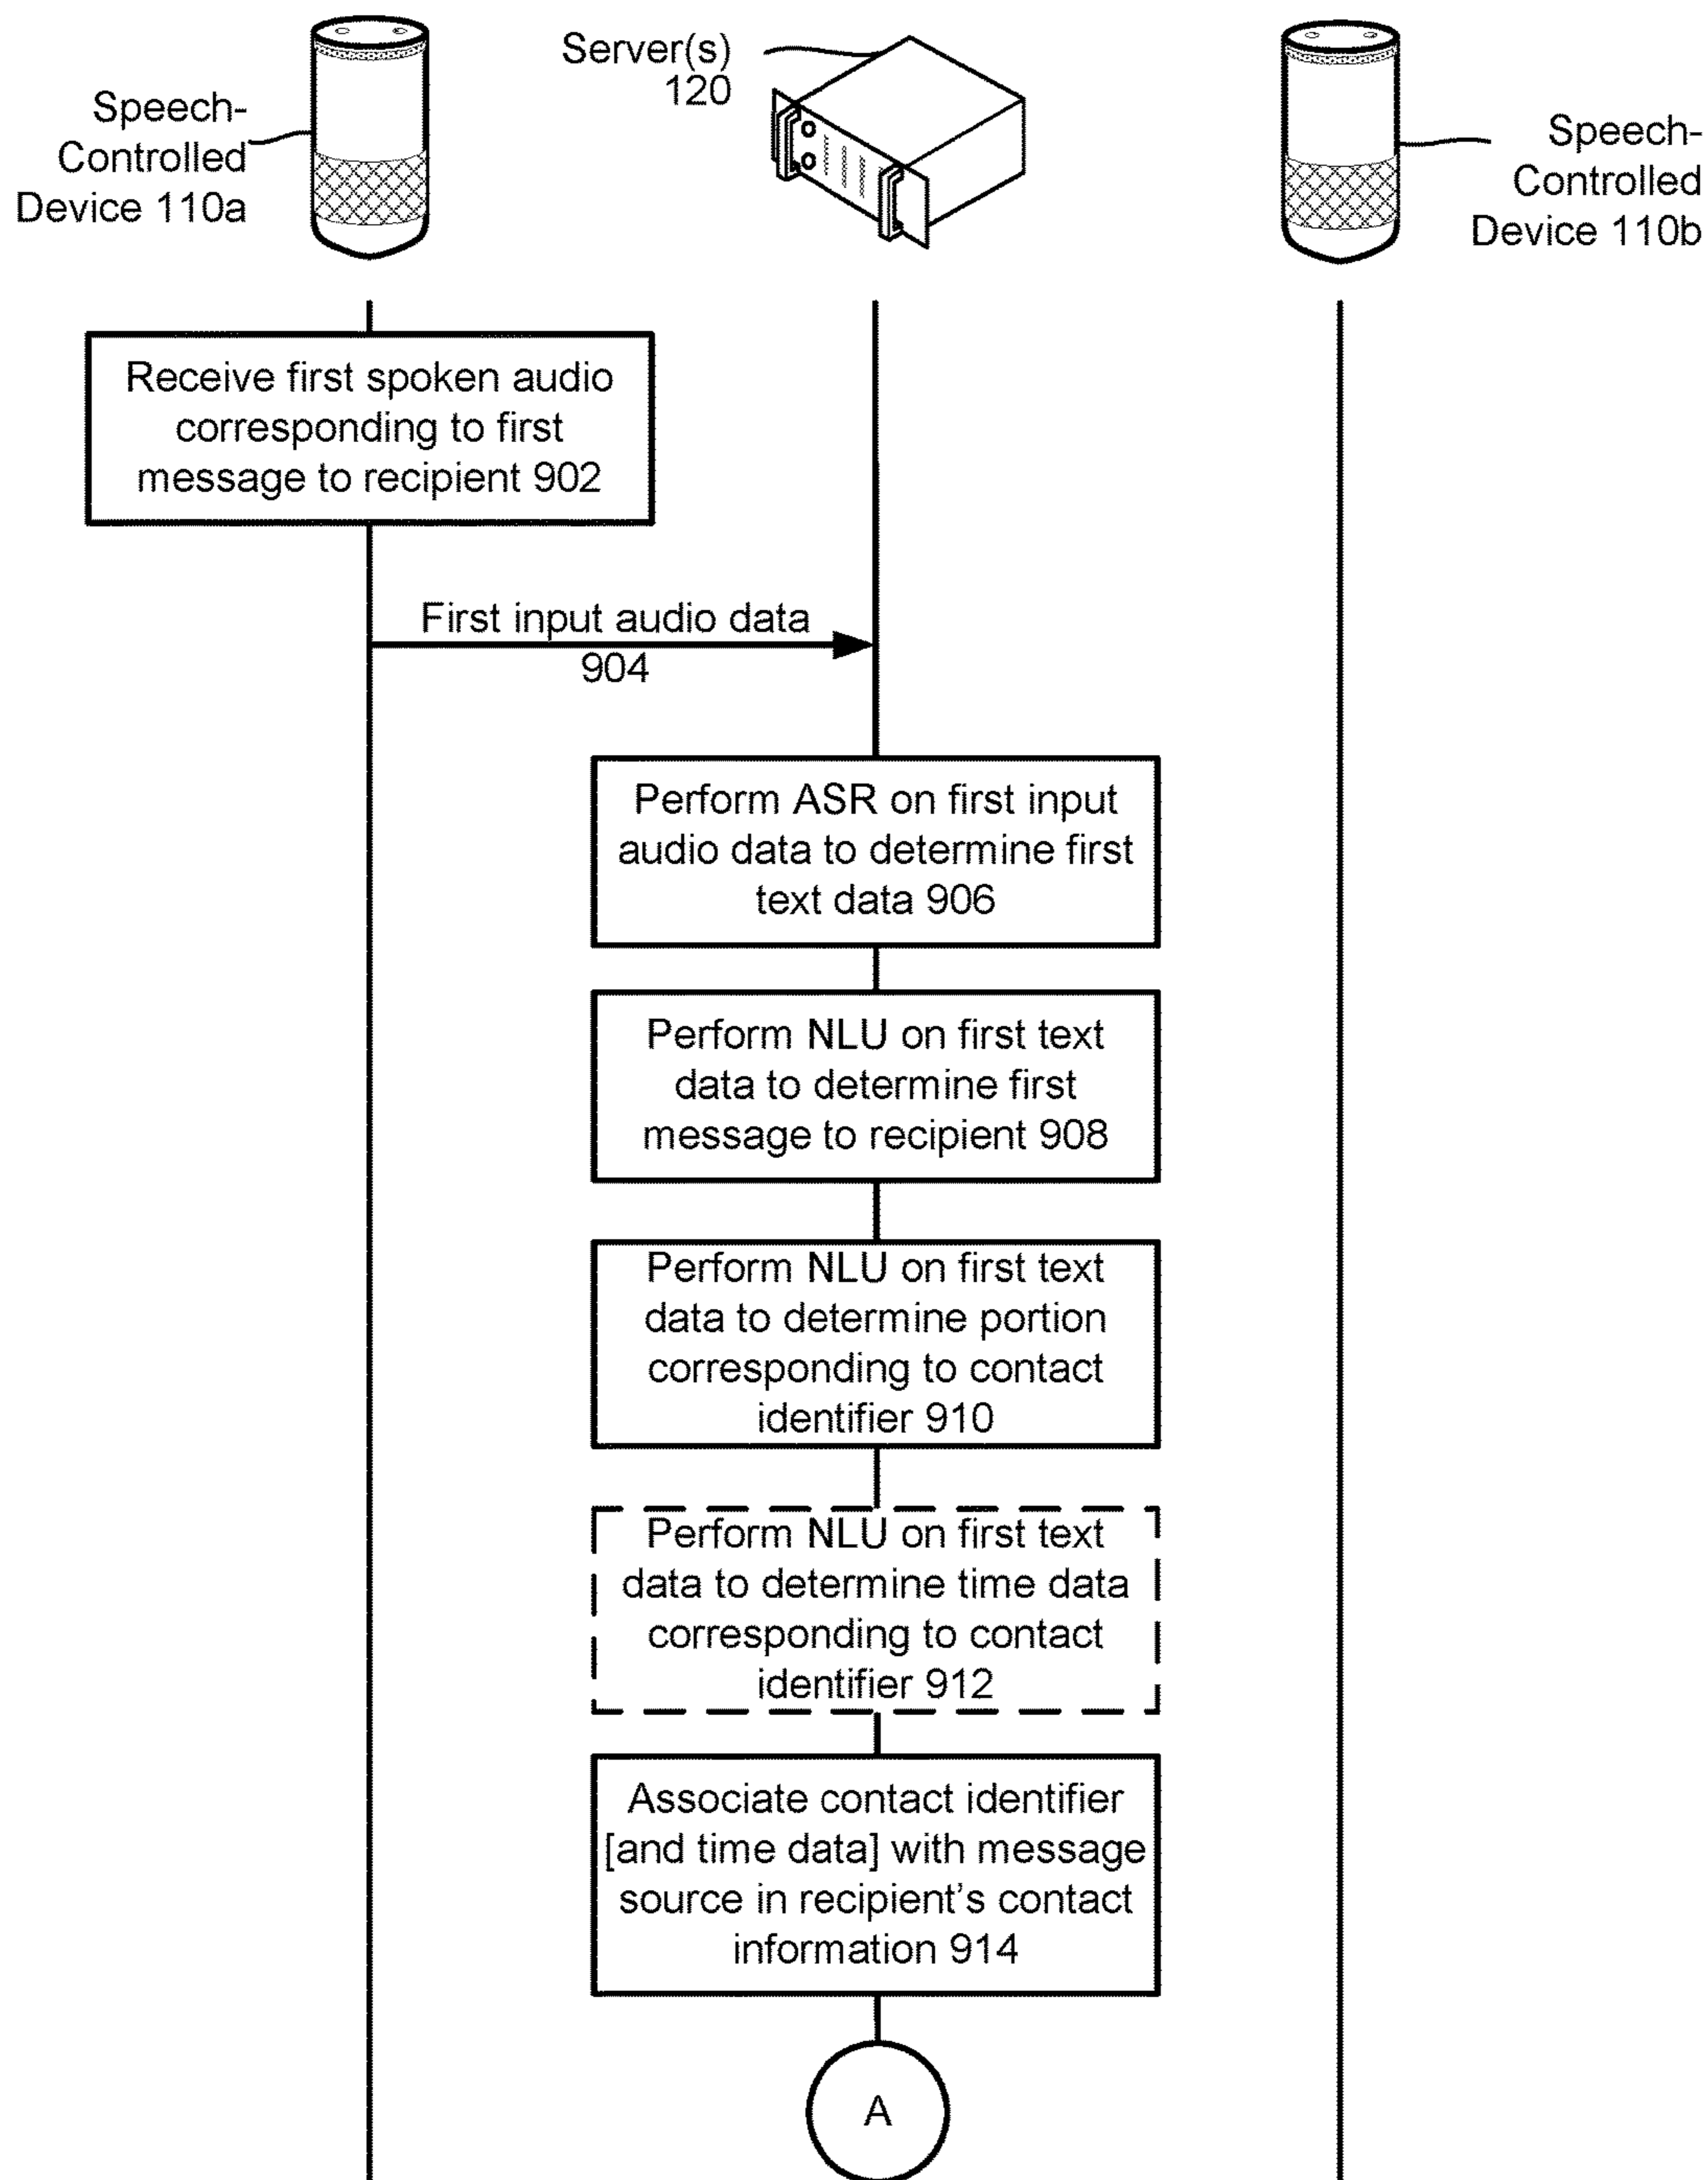 Speech-
Controlled
Device 110a
Server(s)
120
Speech-
Controlled
Device 110b
Receive first spoken audio
corresponding to first
message to recipient 902
First input audio data
904
Perform ASR on first input
audio data to determine first
text data 906
Perform NLU on first text
data to determine first
message to recipient 908
Perform NLU on first text
data to determine portion
corresponding to contact
identifier 910
Perform NLU on first text
data to determine time data
corresponding to contact
identifier 912
Associate contact identifier
[and time data] with message
source in recipient's contact
information 914
A